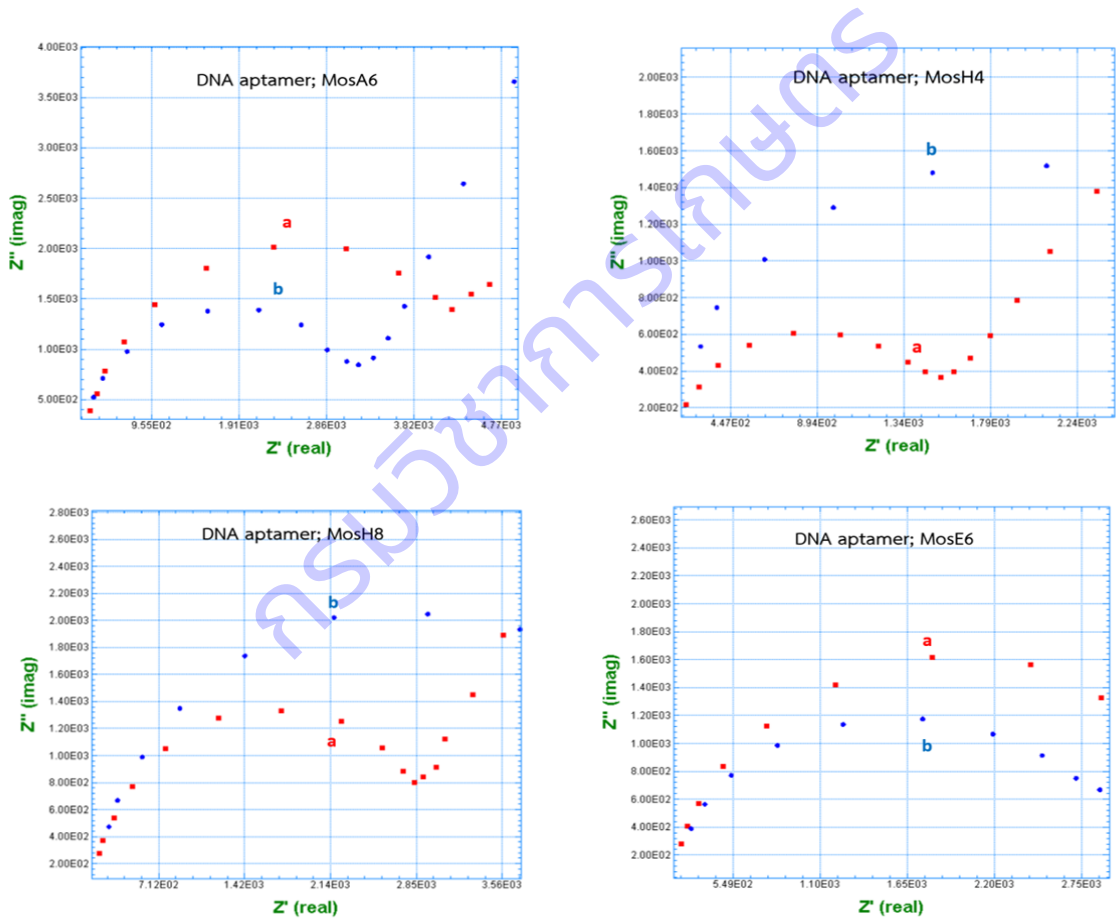 DNA aptamer; MosA6
4.00E03
3.50E03
3.00E03
2.50E03
2.00E03
1.50E03
1.00E03
5.00E02
Z" (imag)
a
b
9.55E02 1.91E03 2.86E03 3.82E03 4.77E03
Z' (real)
DNA aptamer; MosH4
2.00E03
1.80E03
1.60E03
1.40E03
1.20E03
1.00E03
8.00E02
6.00E02
4.00E02
2.00E02
Z" (imag)
b
a
4.47E02 8.94E02 1.34E03 1.79E03 2.24E03
Z' (real)
DNA aptamer; MosH8
2.80E03
2.60E03
2.40E03
2.20E03
2.00E03
1.80E03
1.60E03
1.40E03
1.20E03
1.00E03
8.00E02
6.00E02
4.00E02
2.00E02
Z" (imag)
b
a
7.12E02 1.42E03 2.14E03 2.85E03 3.56E03
Z' (real)
DNA aptamer; MosE6
2.60E03
2.40E03
2.20E03
2.00E03
1.80E03
1.60E03
1.40E03
1.20E03
1.00E03
8.00E02
6.00E02
4.00E02
2.00E02
Z" (imag)
a
b
5.49E02 1.10E03 1.65E03 2.20E03 2.75E03
Z' (real)
กรมวิชาการเกษตร